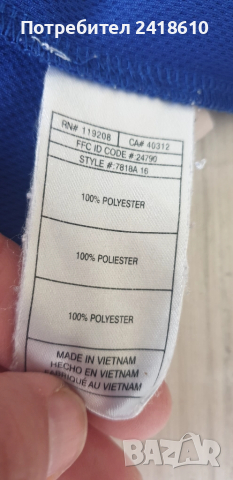 Потребител 2418610
RN# 119208 CA# 40312
FFC ID CODE #:24790
STYLE #:7818A 16
100% POLYESTER
100% POLIESTER
100% POLYESTER
MADE IN VIETNAM
HECHO EN VIETNAM
FABRIQUÉ AU VIETNAM
BAZAR